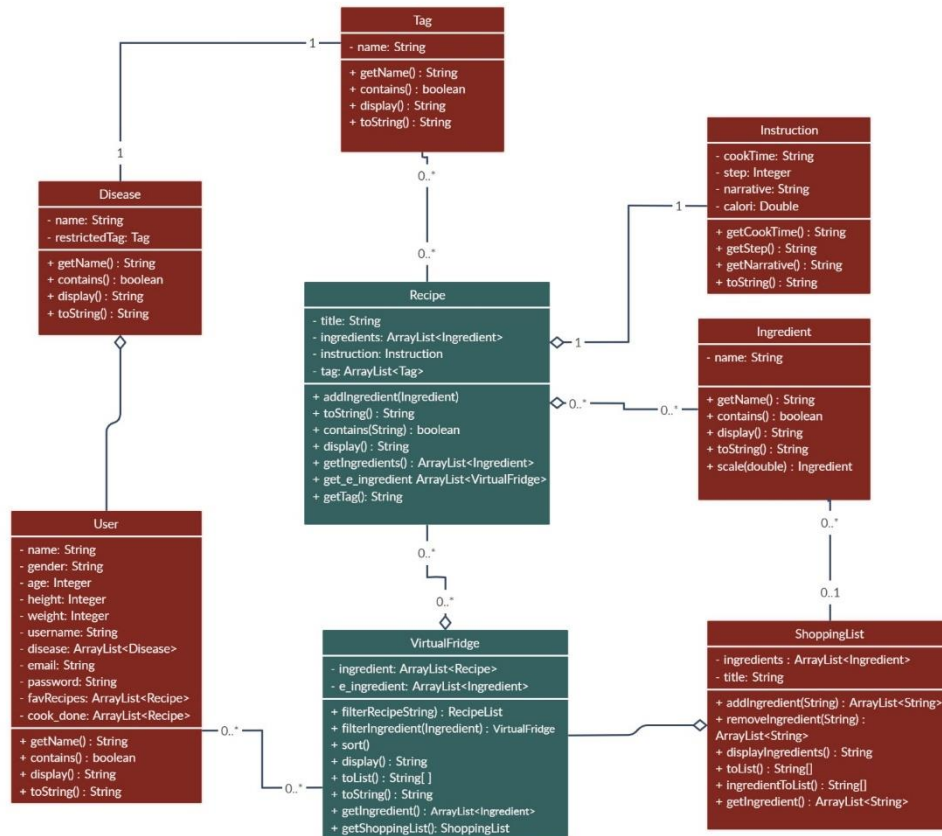 Tag
- name: String
+ getName() : String
+ contains() : boolean
+ display() : String
+ toString() : String
1
1
0..*
0..*
Disease
- name: String
- restrictedTag: Tag
+ getName() : String
+ contains() : boolean
+ display() : String
+ toString() : String
Instruction
- cookTime: String
- step: Integer
- narrative: String
- calori: Double
+ getCookTime() : String
+ getStep() : String
+ getNarrative() : String
+ toString() : String
1
1
Recipe
- title: String
- ingredients: ArrayList<Ingredient>
- instruction: Instruction
- tag: ArrayList<Tag>
+ addIngredient(Ingredient)
+ toString() : String
+ contains(String) : boolean
+ display() : String
+ getIngredients() : ArrayList<Ingredient>
+ get_e_ingredient ArrayList<VirtualFridge>
+ getTag(): String
0..*
0..*
Ingredient
- name: String
+ getName() : String
+ contains() : boolean
+ display() : String
+ toString() : String
+ scale(double) : Ingredient
0..*
0..1
0..*
0..*
User
- name: String
- gender: String
- age: Integer
- height: Integer
- weight: Integer
- username: String
- disease: ArrayList<Disease>
- email: String
- password: String
- favRecipes: ArrayList<Recipe>
- cook_done: ArrayList<Recipe>
+ getName() : String
+ contains() : boolean
+ display() : String
+ toString() : String
0..*
0..*
VirtualFridge
- ingredient: ArrayList<Recipe>
- e_ingredient: ArrayList<Ingredient>
+ filterRecipeString) : RecipeList
+ filterIngredient(Ingredient) : VirtualFridge
+ sort()
+ display() : String
+ toList() : String[ ]
+ toString() : String
+ getIngredient() : ArrayList<Ingredient>
+ getShoppingList(): ShoppingList
ShoppingList
- ingredients : ArrayList<Ingredient>
- title: String
+ addIngredient(String) : ArrayList<String>
+ removeIngredient(String) :
ArrayList<String>
+ displayIngredients() : String
+ toList() : String[]
+ ingredientToList() : String[]
+ getIngredient() : ArrayList<String>